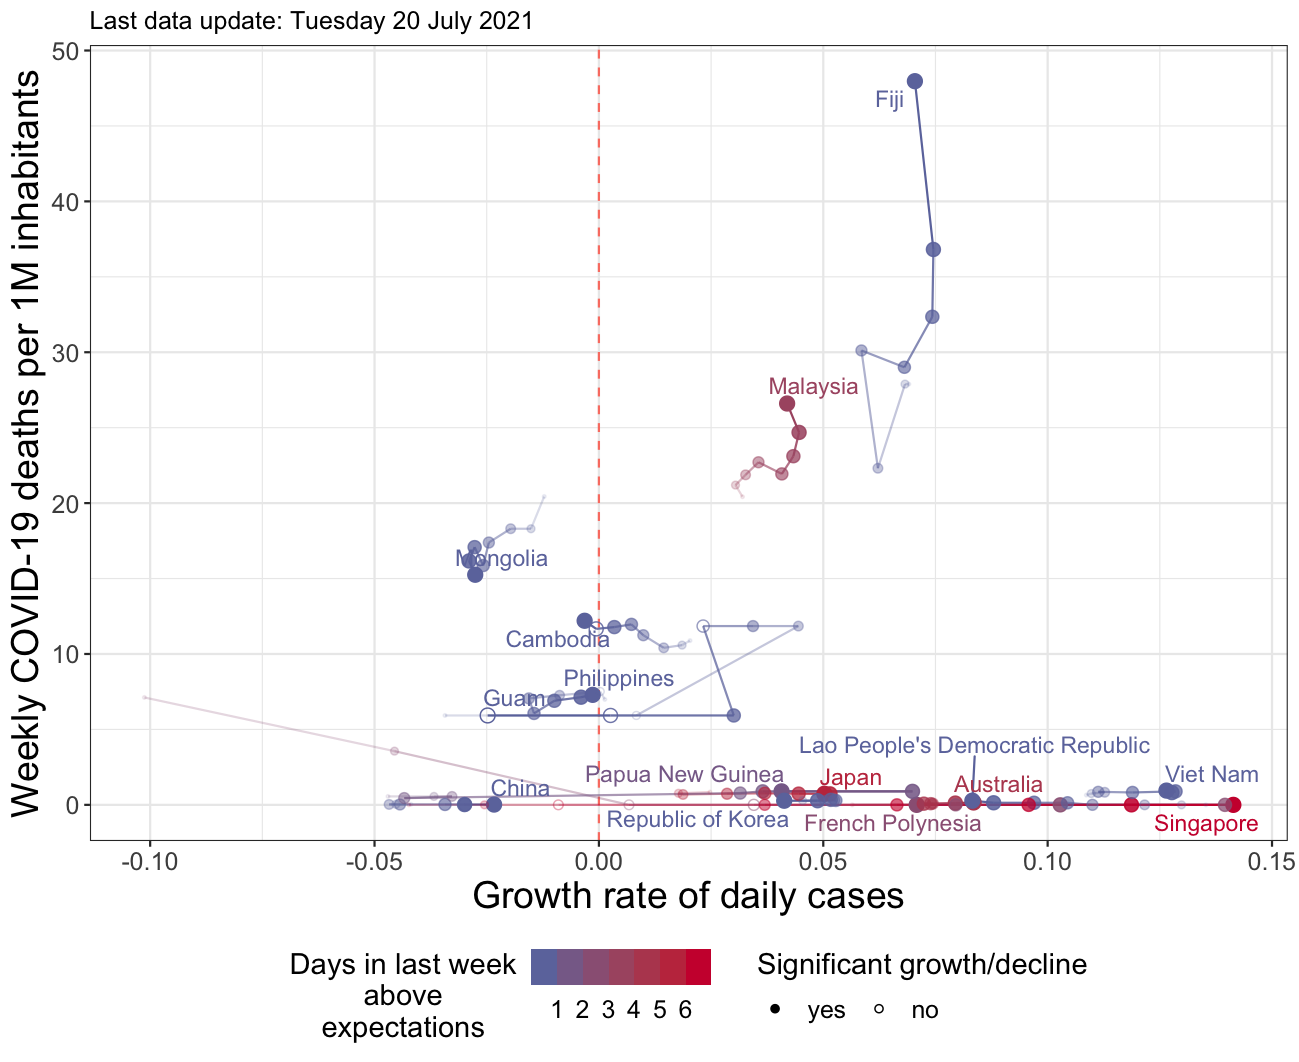 Last data update: Tuesday 20 July 2021
Weekly COVID-19 deaths per 1M inhabitants
50
40
30
20
10
0
Fiji
Malaysia
Mongolia
Cambodia
Philippines
Guam
Lao People's Democratic Republic
Papua New Guinea
Japan
Australia
Viet Nam
China
Republic of Korea
French Polynesia
Singapore
-0.10
-0.05
0.00
0.05
0.10
0.15
Growth rate of daily cases
Days in last week
above
expectations
1 2 3 4 5 6
Significant growth/decline
yes
no